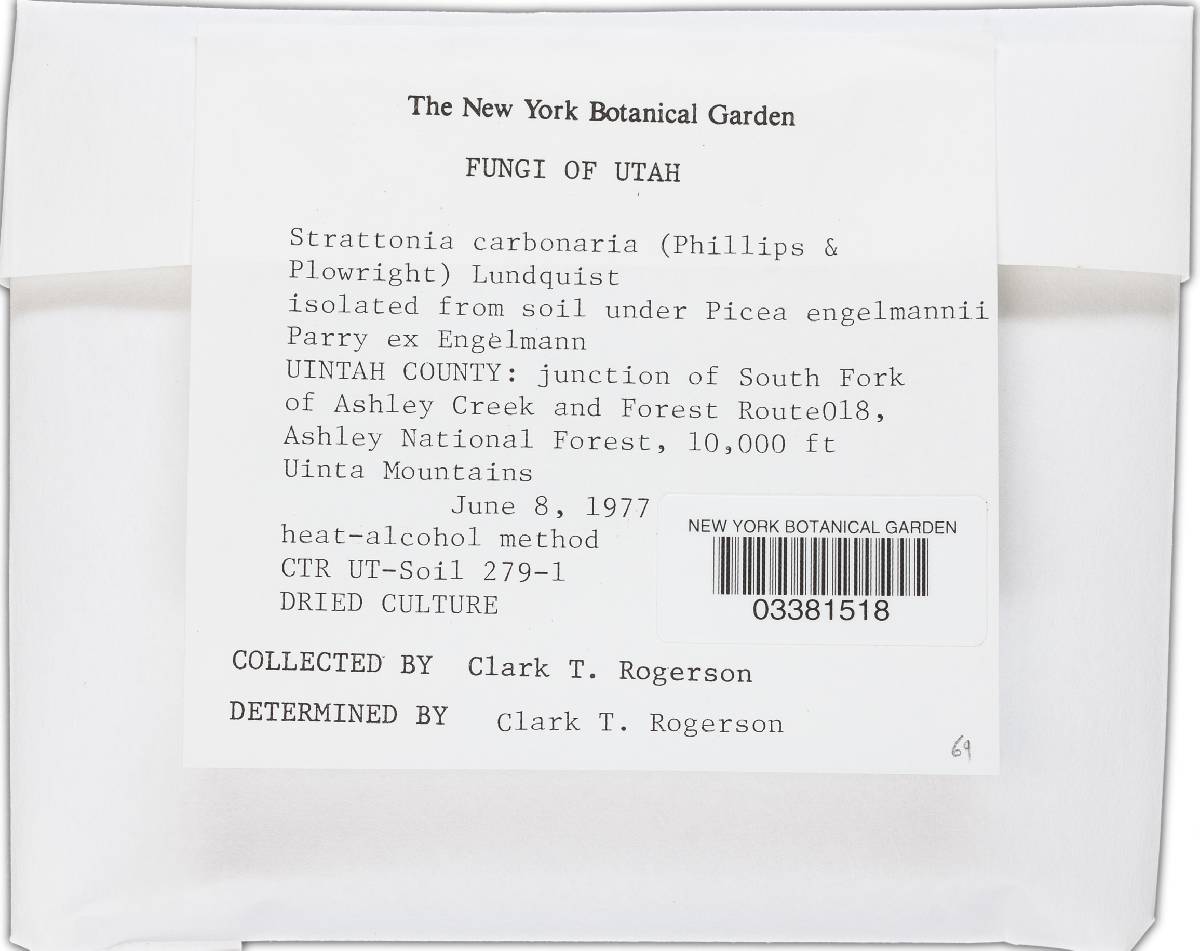 The New York Botanical Garden
FUNGI OF UTAH
Strattonia carbonaria (Phillips &
Plowright) Lundquist
isolated from soil under Picea engelmannii
Parry ex Engelmann
UINTAH COUNTY: junction of South Fork
of Ashley Creek and Forest Route018,
Ashley National Forest, 10,000 ft
Uinta Mountains
June 8, 1977
heat-alcohol method
CTR UT-Soil 279-1
DRIED CULTURE
NEW YORK BOTANICAL GARDEN
03381518
COLLECTED BY Clark T. Rogerson
DETERMINED BY Clark T. Rogerson
69